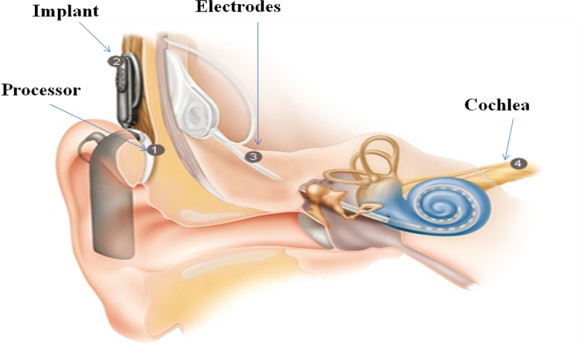 Electrodes
Implant
2
Processor
1
Cochlea
3
4